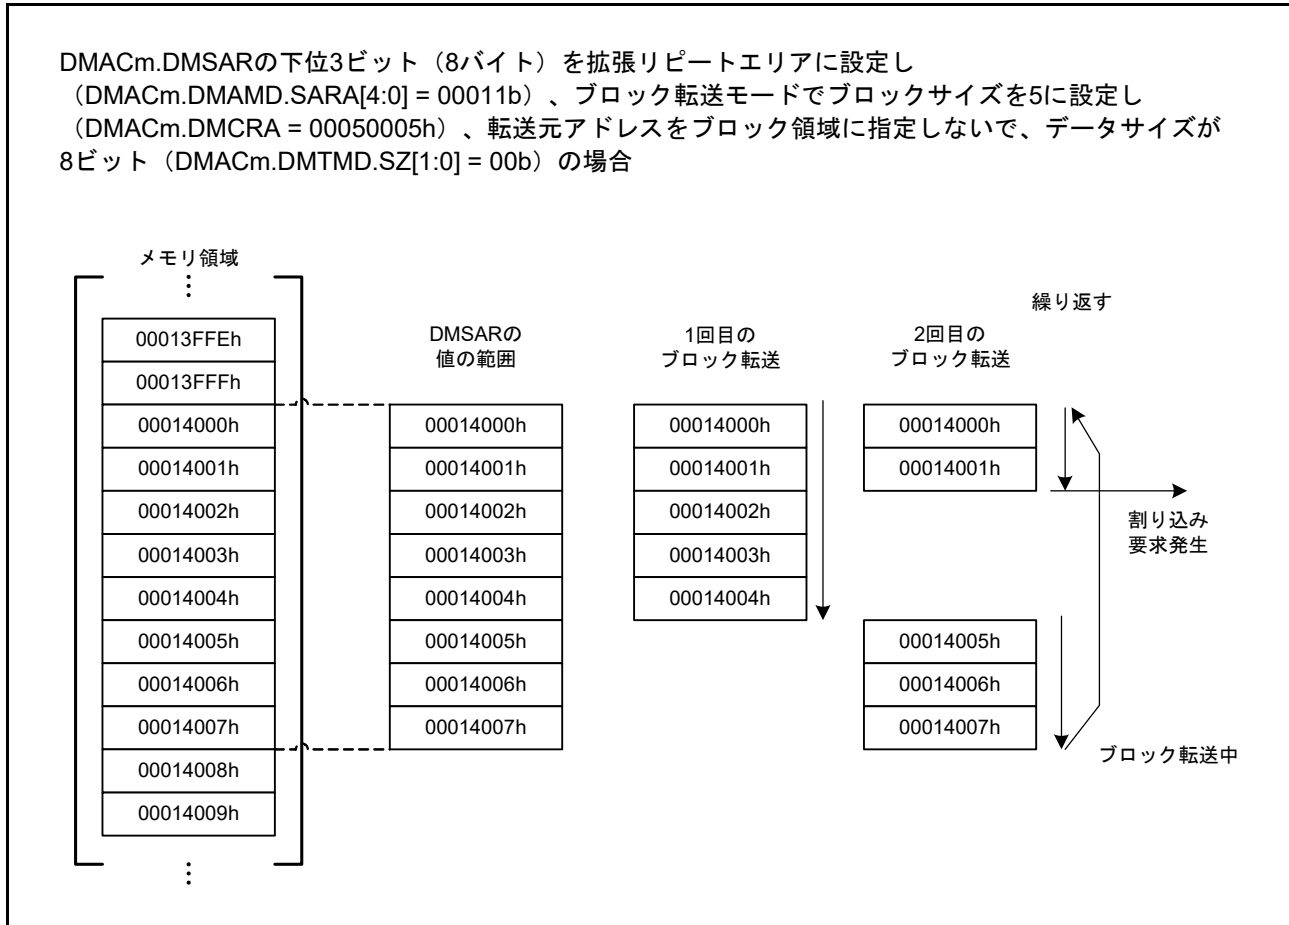 DMACm.DMSARの下位3ビット（8バイト）を拡張リピートエリアに設定し
（DMACm.DMAMD.SARA[4:0] = 00011b）、ブロック転送モードでブロックサイズを5に設定し
（DMACm.DMCRA = 00050005h）、転送元アドレスをブロック領域に指定しないで、データサイズが
8ビット（DMACm.DMTMD.SZ[1:0] = 00b）の場合
メモリ領域
00013FFEh
00013FFFh
00014000h
00014001h
00014002h
00014003h
00014004h
00014005h
00014006h
00014007h
00014008h
00014009h
DMSARの
値の範囲
00014000h
00014001h
00014002h
00014003h
00014004h
00014005h
00014006h
00014007h
1回目の
ブロック転送
00014000h
00014001h
00014002h
00014003h
00014004h
2回目の
ブロック転送
00014000h
00014001h
00014005h
00014006h
00014007h
繰り返す
割り込み
要求発生
ブロック転送中